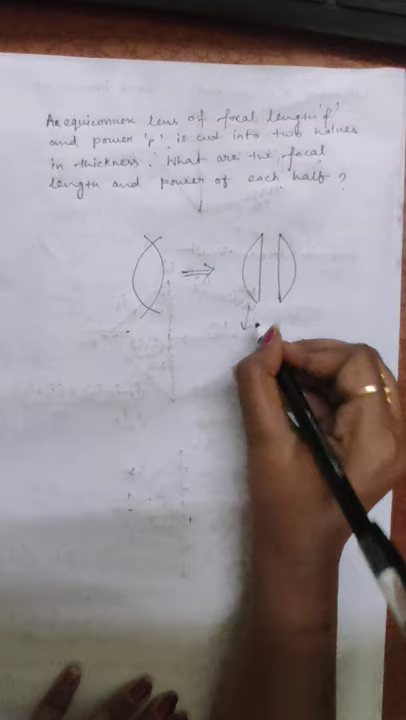 An equiconvex lens of focal length 'f'
and power 'p' is cut into two halves
in thickness. What are the focal
length and power of each half ?